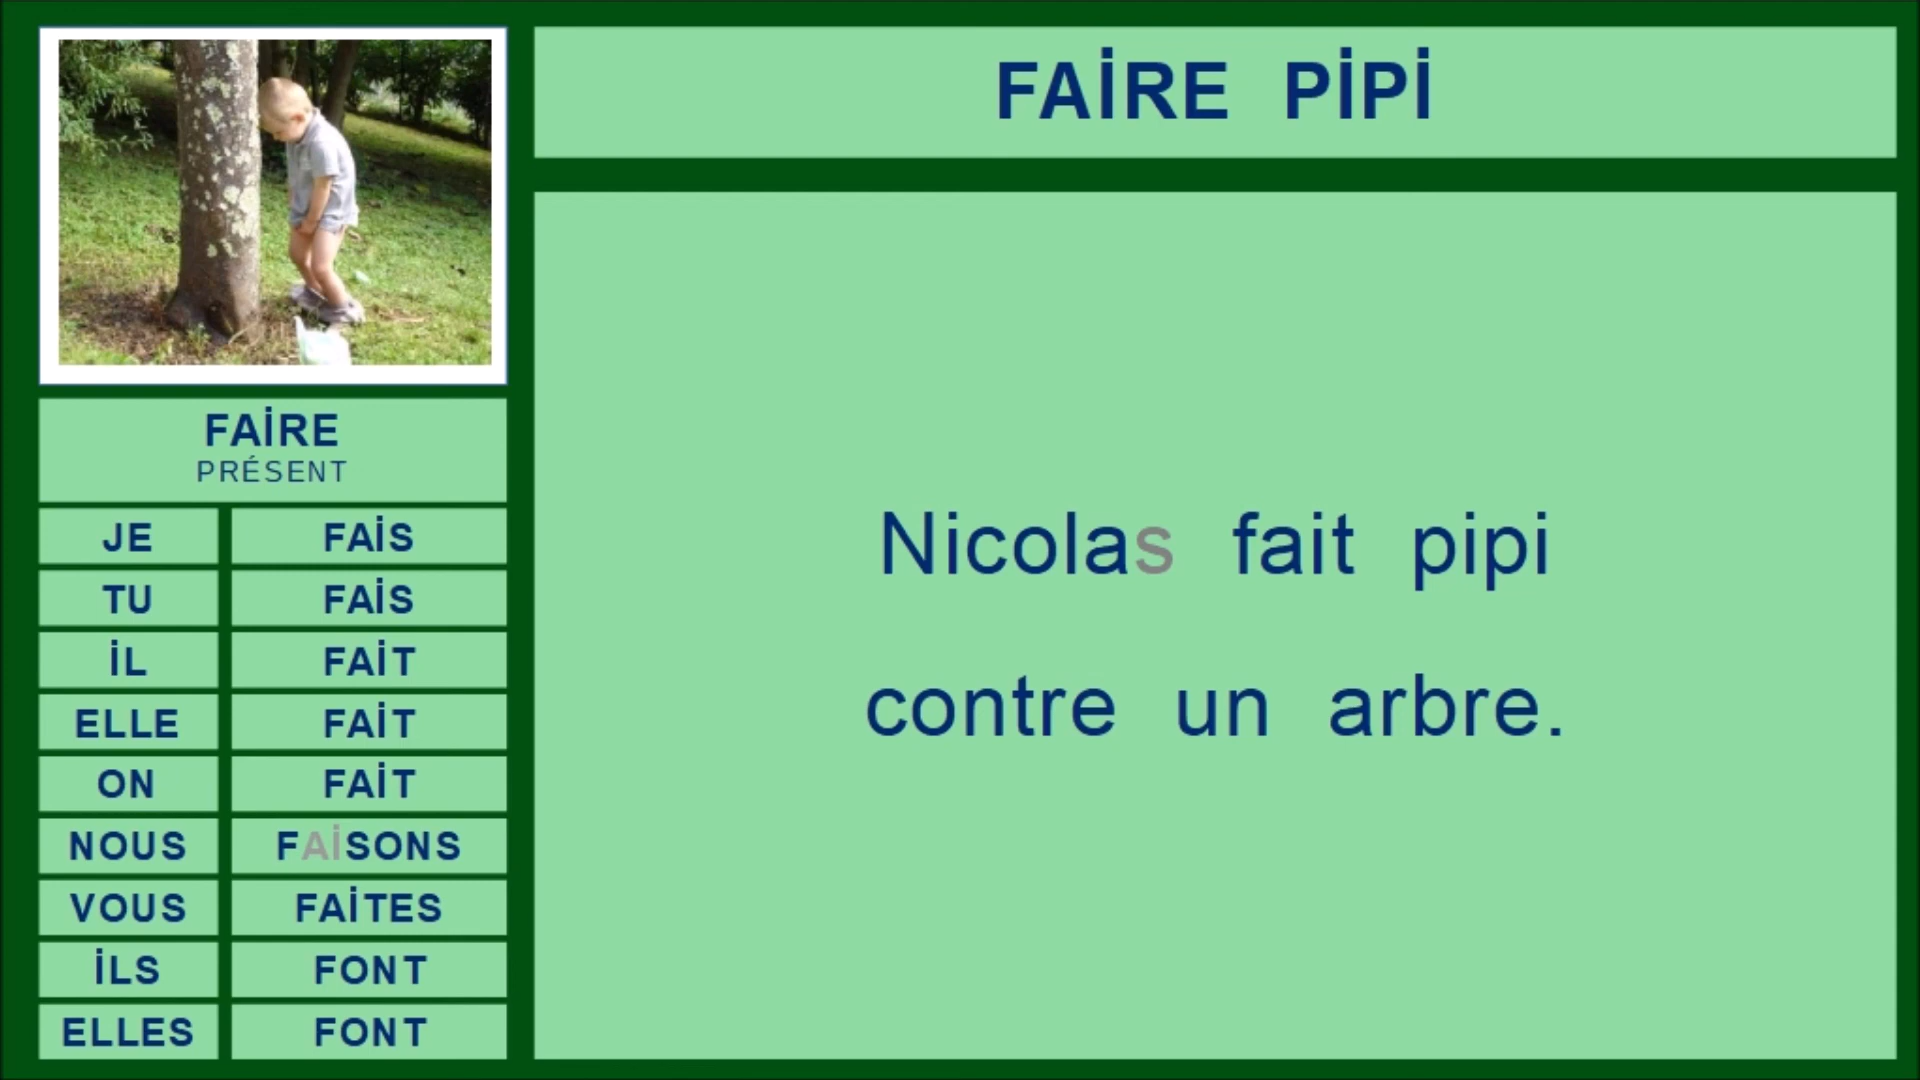 FAİRE PİPİ
FAİRE
PRÉSENT
JE FAİS
TU FAİS
İL FAİT
ELLE FAİT
ON FAİT
NOUS FAİSONS
VOUS FAİTES
İLS FONT
ELLES FONT
Nicolas fait pipi
contre un arbre.